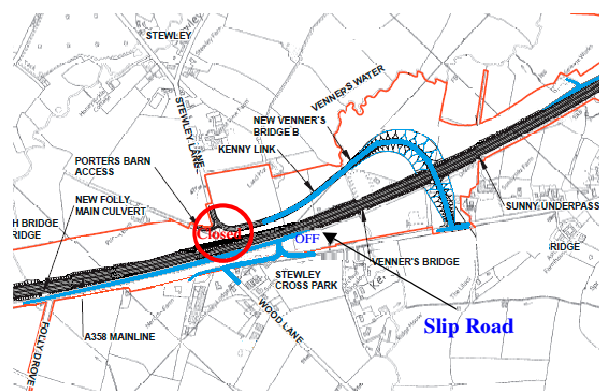 STEWLEY
VENNER'S WATER
NEW VENNER'S
BRIDGE B
KENNY LINK
STEWLEY LANE
PORTERS BARN
ACCESS
NEW FOLLY
MAIN CULVERT
H BRIDGE
RIDGE
Closed
OFF
SUNNY UNDERPASS
RIDGE
VENNER'S BRIDGE
STEWLEY
CROSS PARK
WOOD LANE
A358 MAINLINE
FOLLY DROVE
Slip Road